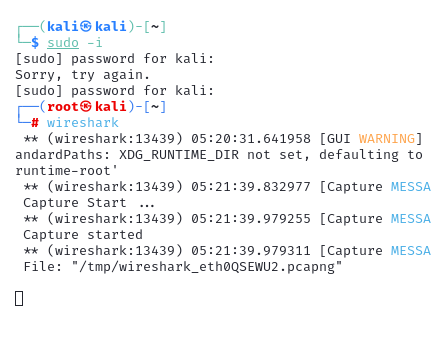 ┌──(kali㉿kali)-[~]
└─$ sudo -i
[sudo] password for kali:
Sorry, try again.
[sudo] password for kali:
┌──(root㉿kali)-[~]
└─# wireshark
** (wireshark:13439) 05:20:31.641958 [GUI WARNING]
andardPaths: XDG_RUNTIME_DIR not set, defaulting to
runtime-root'
** (wireshark:13439) 05:21:39.832977 [Capture MESSA
Capture Start ...
** (wireshark:13439) 05:21:39.979255 [Capture MESSA
Capture started
** (wireshark:13439) 05:21:39.979311 [Capture MESSA
File: "/tmp/wireshark_eth0QSEWU2.pcapng"